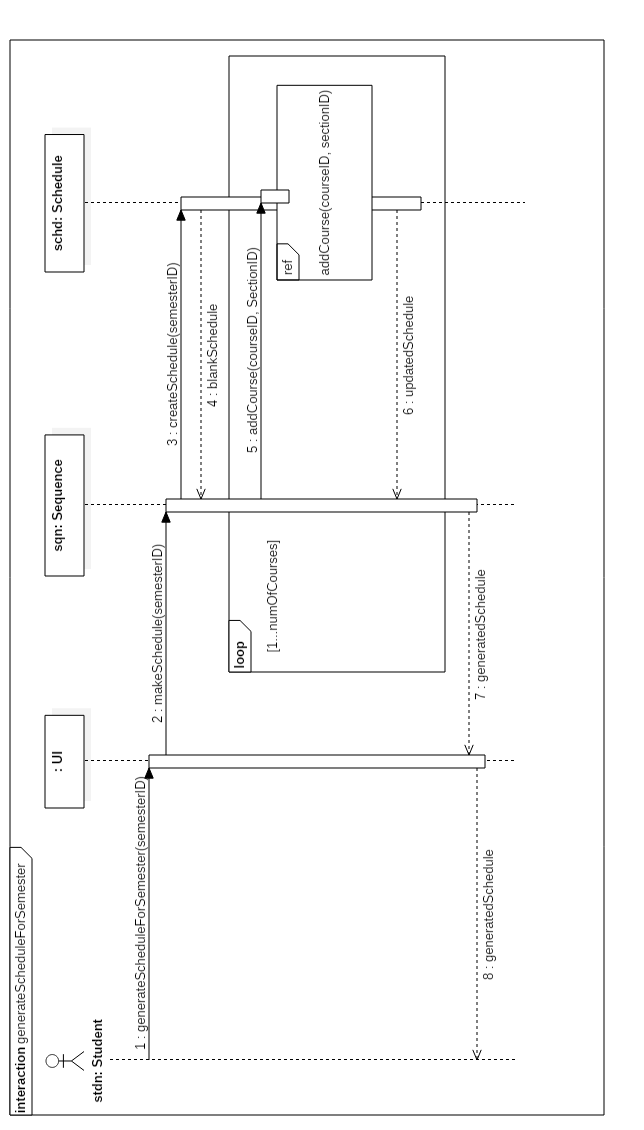 interaction generateScheduleForSemester
stdn: Student
: UI
sqn: Sequence
schd: Schedule
1 : generateScheduleForSemester(semesterID)
2 : makeSchedule(semesterID)
3 : createSchedule(semesterID)
4 : blankSchedule
loop
[1...numOfCourses]
5 : addCourse(courseID, SectionID)
ref
addCourse(courseID, sectionID)
6 : updatedSchedule
7 : generatedSchedule
8 : generatedSchedule